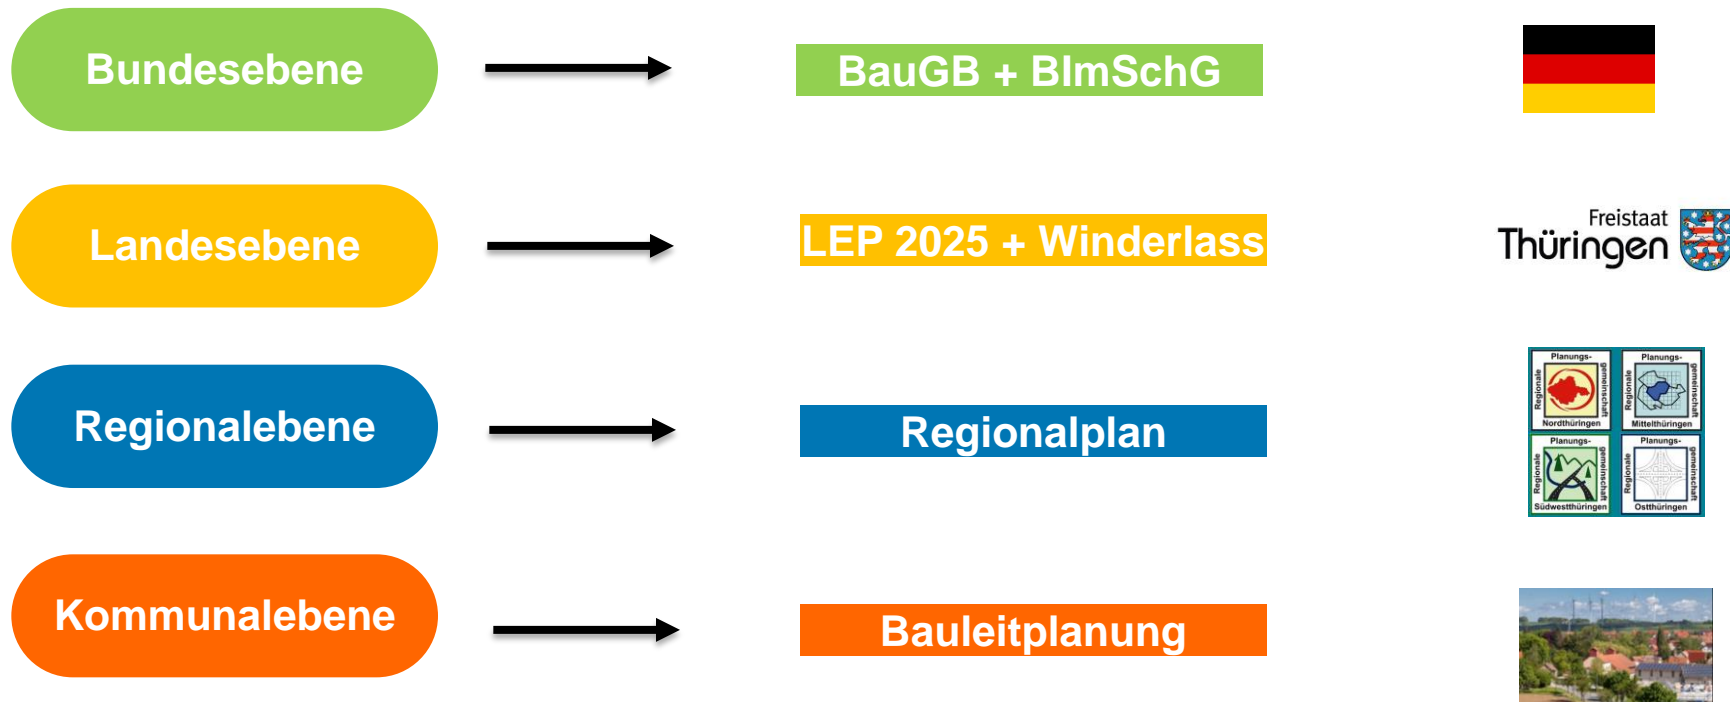 Bundesebene
BauGB + BImSchG
Landesebene
LEP 2025 + Winderlass
Freistaat
Thüringen
Regionalebene
Regionalplan
Planungs-
Regionale
gemeinschaft
Nordthüringen
Planungs-
Regionale
gemeinschaft
Mittelthüringen
Planungs-
Regionale
gemeinschaft
Südwestthüringen
Planungs-
Regionale
gemeinschaft
Ostthüringen
Kommunalebene
Bauleitplanung